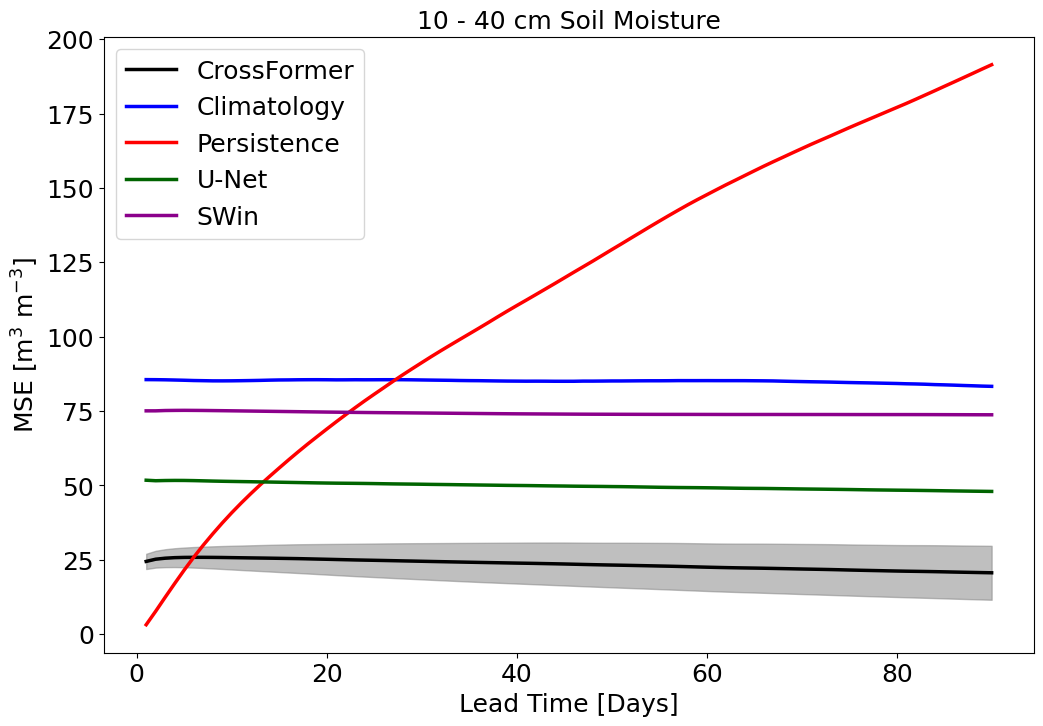 10 - 40 cm Soil Moisture
200
175
150
125
100
75
50
25
0
MSE [m³ m⁻³]
CrossFormer
Climatology
Persistence
U-Net
SWin
0 20 40 60 80
Lead Time [Days]